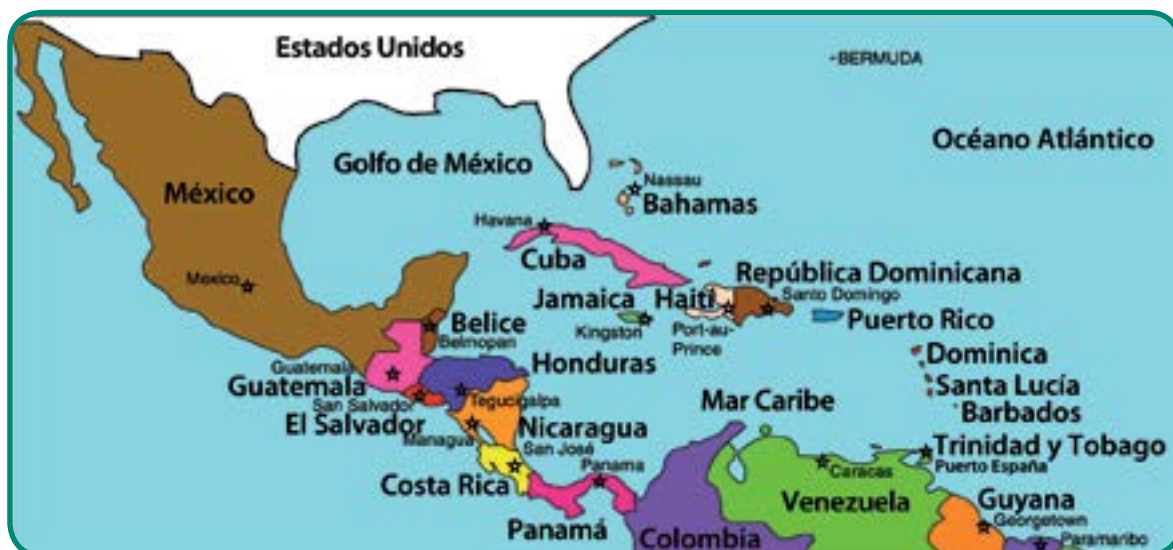 Estados Unidos
BERMUDA
Océano Atlántico
Golfo de México
Nassau
Bahamas
México
Havana
Cuba
República Dominicana
Mexico
Jamaica
Haití
Santo Domingo
Kingston
Port-au-
Prince
Puerto Rico
Belice
Belmopan
Honduras
Dominica
Guatemala
Guatemala
Santa Lucía
San Salvador
Tegucigalpa
Mar Caribe
Barbados
El Salvador
Nicaragua
Managua
San José
Trinidad y Tobago
Panama
Puerto España
Caracas
Costa Rica
Venezuela
Guyana
Georgetown
Panamá
Colombia
Paramaribo